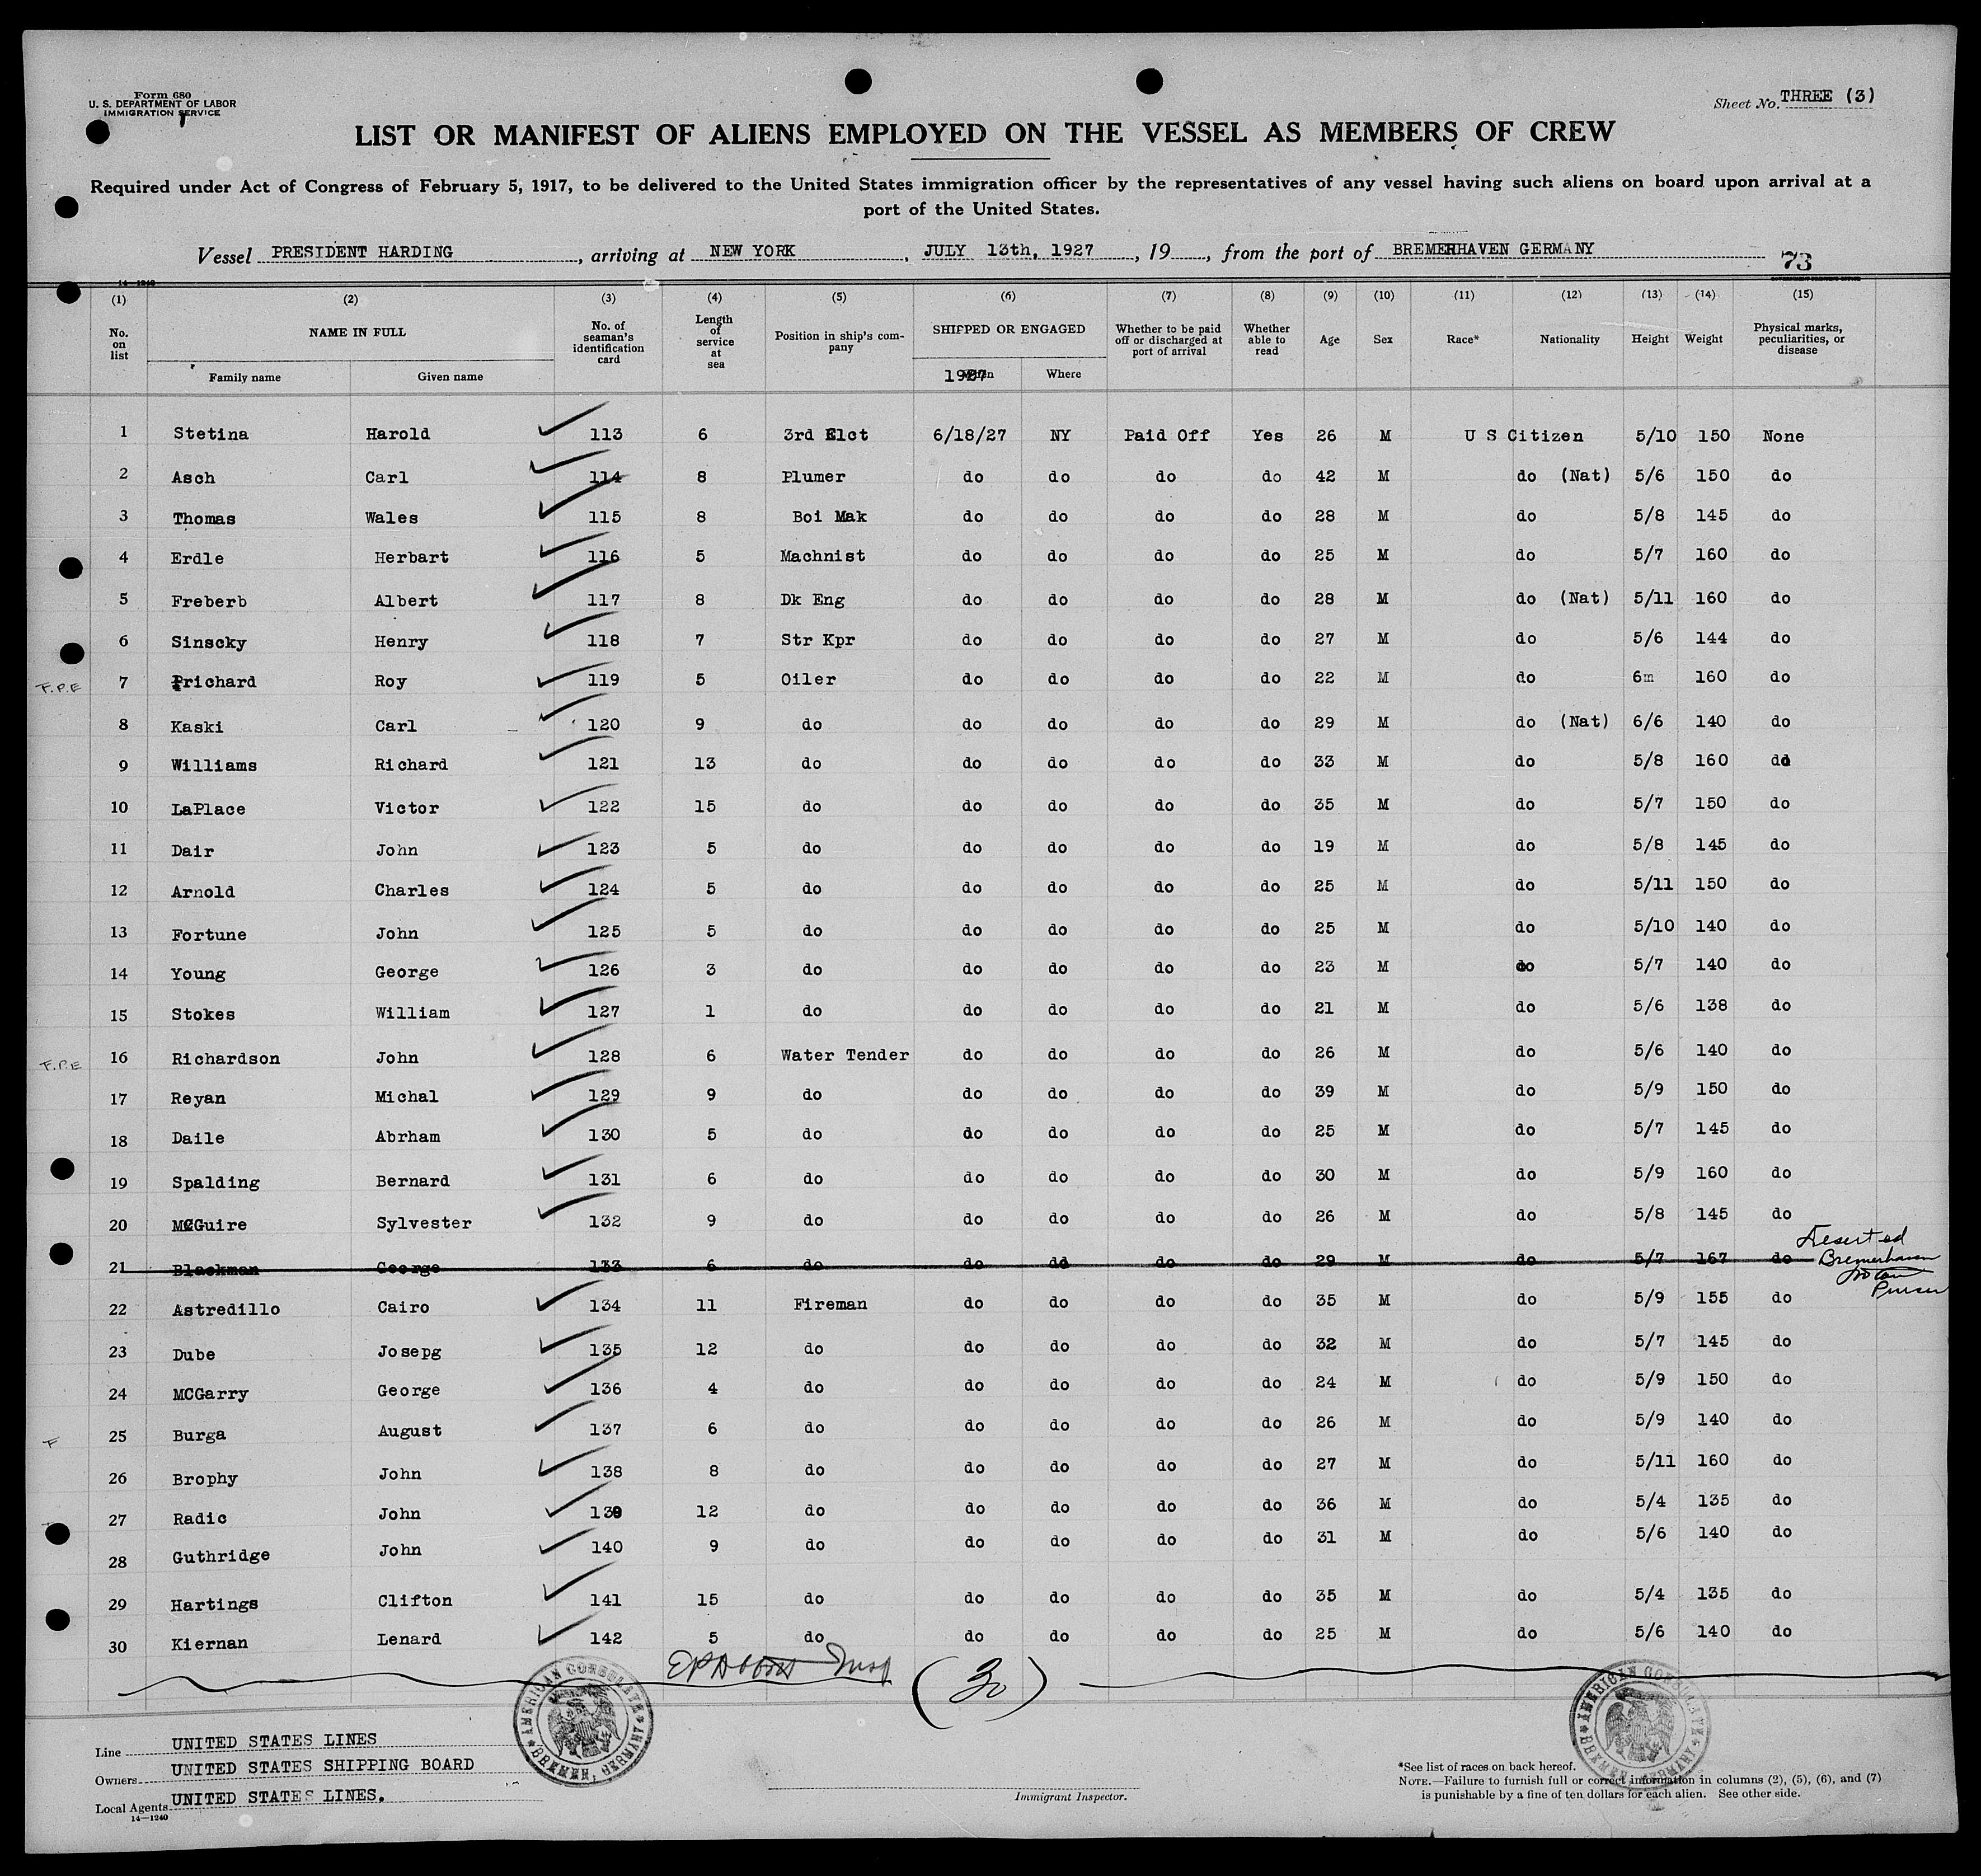 Form 680
U. S. DEPARTMENT OF LABOR
IMMIGRATION SERVICE
Sheet No. THREE (3)
LIST OR MANIFEST OF ALIENS EMPLOYED ON THE VESSEL AS MEMBERS OF CREW
Required under Act of Congress of February 5, 1917, to be delivered to the United States immigration officer by the representatives of any vessel having such aliens on board upon arrival at a
port of the United States.
Vessel PRESIDENT HARDING, arriving at NEW YORK, JULY 13th, 1927, 19, from the port of BREMERHAVEN GERMANY
73
14—1240
(1) (2) (3) (4) (5) (6) (7) (8) (9) (10) (11) (12) (13) (14) (15)
No. on list NAME IN FULL No. of seaman's identification card Length of service at sea Position in ship's company SHIPPED OR ENGAGED Whether to be paid off or discharged at port of arrival Whether able to read Age Sex Race* Nationality Height Weight Physical marks, peculiarities, or disease
Family name Given name 1927 Where
1 Stetina Harold 113 6 3rd Elct 6/18/27 NY Paid Off Yes 26 M U S Citizen 5/10 150 None
2 Asch Carl 114 8 Plumer do do do do 42 M do (Nat) 5/6 150 do
3 Thomas Wales 115 8 Boi Mak do do do do 28 M do 5/8 145 do
4 Erdle Herbart 116 5 Machnist do do do do 25 M do 5/7 160 do
5 Freberb Albert 117 8 Dk Eng do do do do 28 M do (Nat) 5/11 160 do
6 Sinscky Henry 118 7 Str Kpr do do do do 27 M do 5/6 144 do
F.P.E 7 Prichard Roy 119 5 Oiler do do do do 22 M do 6m 160 do
8 Kaski Carl 120 9 do do do do do 29 M do (Nat) 6/6 140 do
9 Williams Richard 121 13 do do do do do 33 M do 5/8 160 do
10 LaPlace Victor 122 15 do do do do do 35 M do 5/7 150 do
11 Dair John 123 5 do do do do do 19 M do 5/8 145 do
12 Arnold Charles 124 5 do do do do do 25 M do 5/11 150 do
13 Fortune John 125 5 do do do do do 25 M do 5/10 140 do
14 Young George 126 3 do do do do do 23 M do 5/7 140 do
15 Stokes William 127 1 do do do do do 21 M do 5/6 138 do
F.P.E 16 Richardson John 128 6 Water Tender do do do do 26 M do 5/6 140 do
17 Reyan Michal 129 9 do do do do do 39 M do 5/9 150 do
18 Daile Abrham 130 5 do do do do do 25 M do 5/7 145 do
19 Spalding Bernard 131 6 do do do do do 30 M do 5/9 160 do
20 McGuire Sylvester 132 9 do do do do do 26 M do 5/8 145 do
21 Blackman George 133 6 do do dd do do 29 M do 5/7 167 do Deserted
Bremerhaven
Purser
22 Astredillo Cairo 134 11 Fireman do do do do 35 M do 5/9 155 do
23 Dube Josepg 135 12 do do do do do 32 M do 5/7 145 do
24 MCGarry George 136 4 do do do do do 24 M do 5/9 150 do
F 25 Burga August 137 6 do do do do do 26 M do 5/9 140 do
26 Brophy John 138 8 do do do do do 27 M do 5/11 160 do
27 Radic John 139 12 do do do do do 36 M do 5/4 135 do
28 Guthridge John 140 9 do do do do do 31 M do 5/6 140 do
29 Hartings Clifton 141 15 do do do do do 35 M do 5/4 135 do
30 Kiernan Lenard 142 5 do do do do do 25 M do 5/6 140 do
Insp (30)
AMERICAN CONSULATE BREMEN, GERMANY
AMERICAN CONSULATE BREMEN, GERMANY
Line UNITED STATES LINES
Owners UNITED STATES SHIPPING BOARD
Local Agents UNITED STATES LINES.
14—1240
Immigrant Inspector.
*See list of races on back hereof.
NOTE.—Failure to furnish full or correct information in columns (2), (5), (6), and (7)
is punishable by a fine of ten dollars for each alien. See other side.